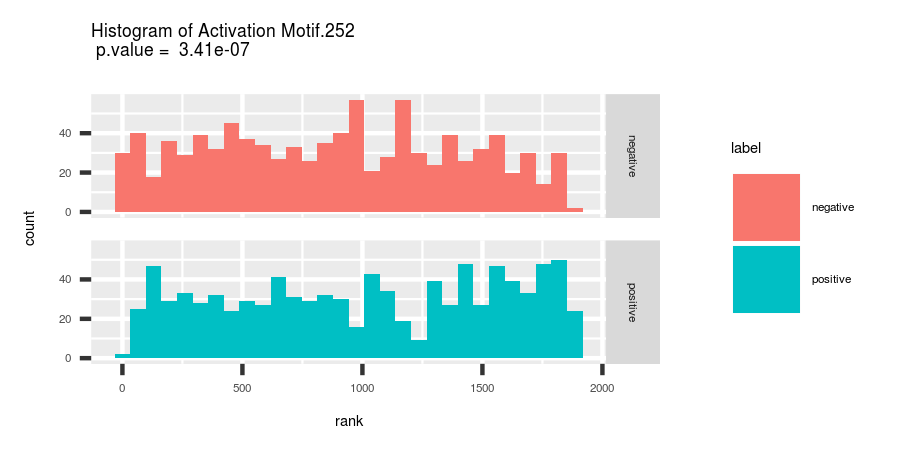 Histogram of Activation Motif.252
p.value = 3.41e-07
count
40
20
0
negative
40
20
0
positive
0 500 1000 1500 2000
rank
label
negative
positive